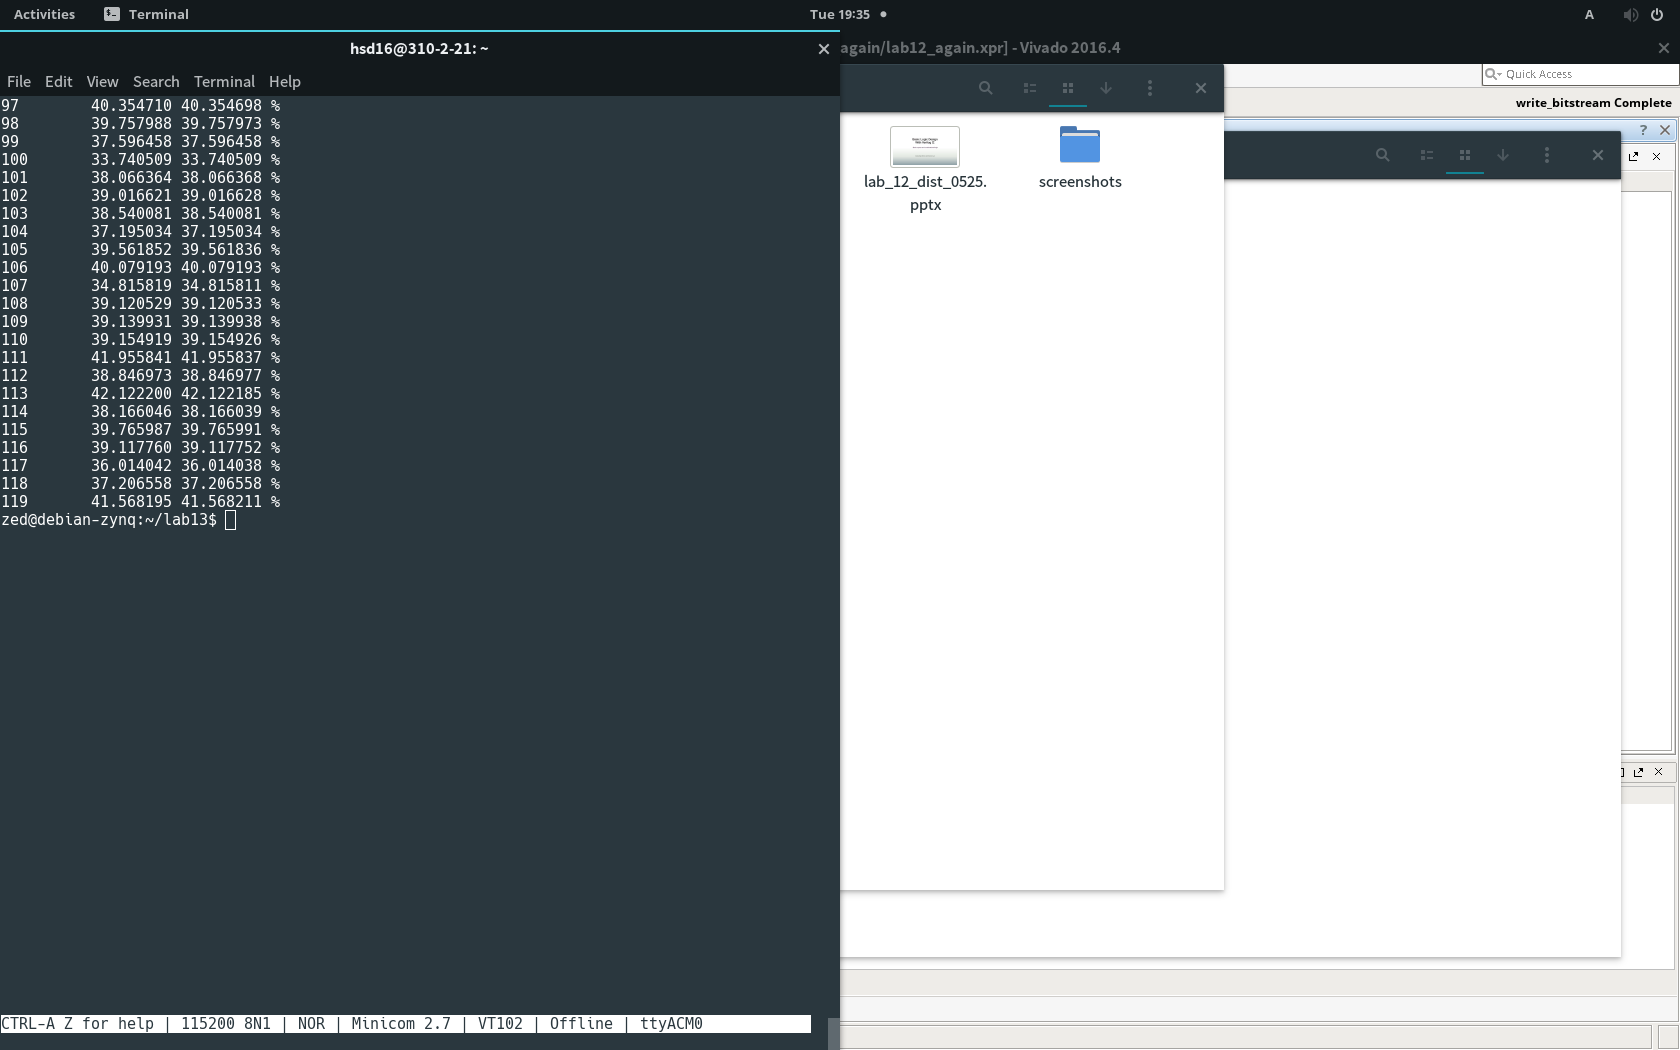 Activities Terminal Tue 19:35 A
hsd16@310-2-21: ~
again/lab12_again.xpr] - Vivado 2016.4
File Edit View Search Terminal Help
Quick Access
write_bitstream Complete
97 40.354710 40.354698 %
98 39.757988 39.757973 %
99 37.596458 37.596458 %
100 33.740509 33.740509 %
101 38.066364 38.066368 %
102 39.016621 39.016628 %
103 38.540081 38.540081 %
104 37.195034 37.195034 %
105 39.561852 39.561836 %
106 40.079193 40.079193 %
107 34.815819 34.815811 %
108 39.120529 39.120533 %
109 39.139931 39.139938 %
110 39.154919 39.154926 %
111 41.955841 41.955837 %
112 38.846973 38.846977 %
113 42.122200 42.122185 %
114 38.166046 38.166039 %
115 39.765987 39.765991 %
116 39.117760 39.117752 %
117 36.014042 36.014038 %
118 37.206558 37.206558 %
119 41.568195 41.568211 %
zed@debian-zynq:~/lab13$
lab_12_dist_0525.
pptx
screenshots
CTRL-A Z for help | 115200 8N1 | NOR | Minicom 2.7 | VT102 | Offline | ttyACM0